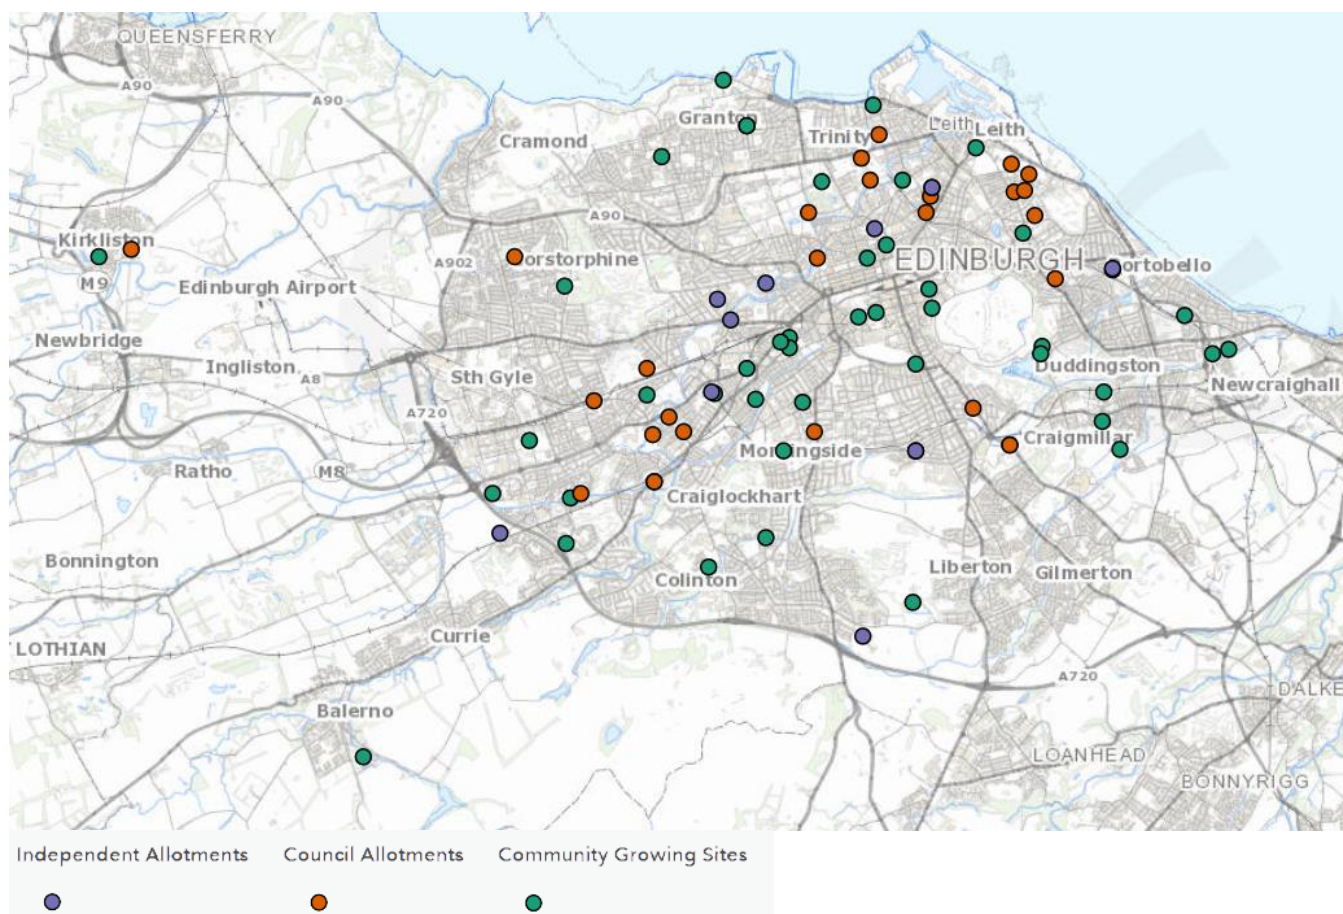 QUEENSFERRY
A90
A90
Granton
Cramond
Trinity
Leith
Leith
A90
Kirkliston
A902
orstorphine
EDINBURGH
ortobello
M9
Edinburgh Airport
Newbridge
Ingliston
A8
Sth Gyle
Duddingston
Newcraighall
A720
Ratho
M8
Morningside
Craigmillar
Craiglockhart
Bonnington
Colinton
Liberton
Gilmerton
Currie
LOTHIAN
A720
Balerno
DALKE
LOANHEAD
BONNYRIGG
Independent Allotments Council Allotments Community Growing Sites